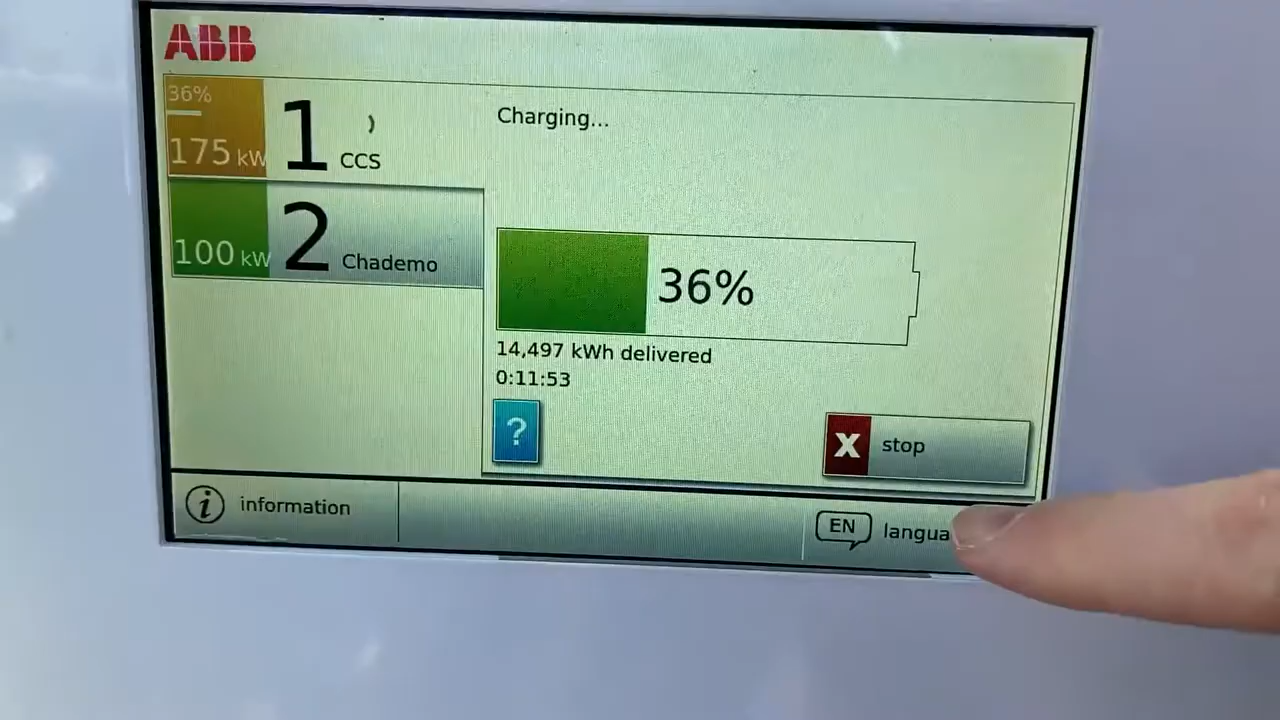 ABB
36%
175 kW
1
CCS
100 kW
2
Chademo
Charging...
36%
14,497 kWh delivered
0:11:53
?
X stop
i information
EN langua